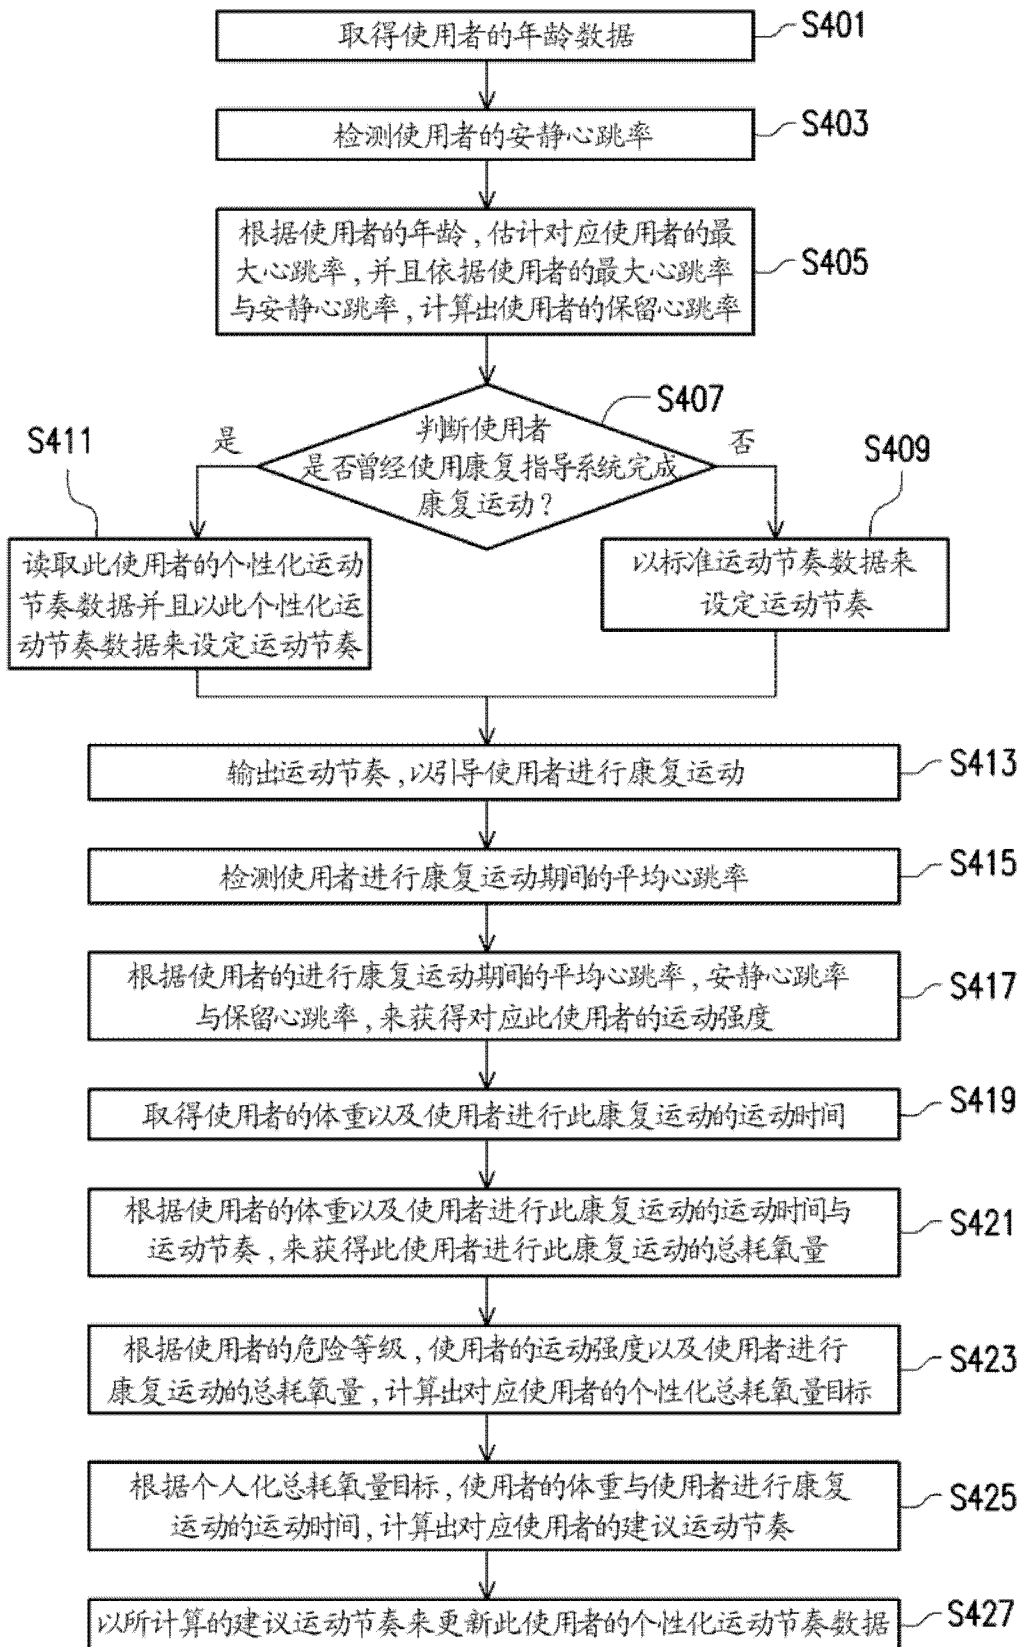 取得使用者的年龄数据
S401
检测使用者的安静心跳率
S403
根据使用者的年龄,估计对应使用者的最
大心跳率,并且依据使用者的最大心跳率
与安静心跳率,计算出使用者的保留心跳率
S405
S407
判断使用者
是否曾经使用康复指导系统完成
康复运动?
是
否
S411
读取此使用者的个性化运动
节奏数据并且以此个性化运
动节奏数据来设定运动节奏
S409
以标准运动节奏数据来
设定运动节奏
输出运动节奏,以引导使用者进行康复运动
S413
检测使用者进行康复运动期间的平均心跳率
S415
根据使用者的进行康复运动期间的平均心跳率,安静心跳率
与保留心跳率,来获得对应此使用者的运动强度
S417
取得使用者的体重以及使用者进行此康复运动的运动时间
S419
根据使用者的体重以及使用者进行此康复运动的运动时间与
运动节奏,来获得此使用者进行此康复运动的总耗氧量
S421
根据使用者的危险等级,使用者的运动强度以及使用者进行
康复运动的总耗氧量,计算出对应使用者的个性化总耗氧量目标
S423
根据个人化总耗氧量目标,使用者的体重与使用者进行康复
运动的运动时间,计算出对应使用者的建议运动节奏
S425
以所计算的建议运动节奏来更新此使用者的个性化运动节奏数据
S427